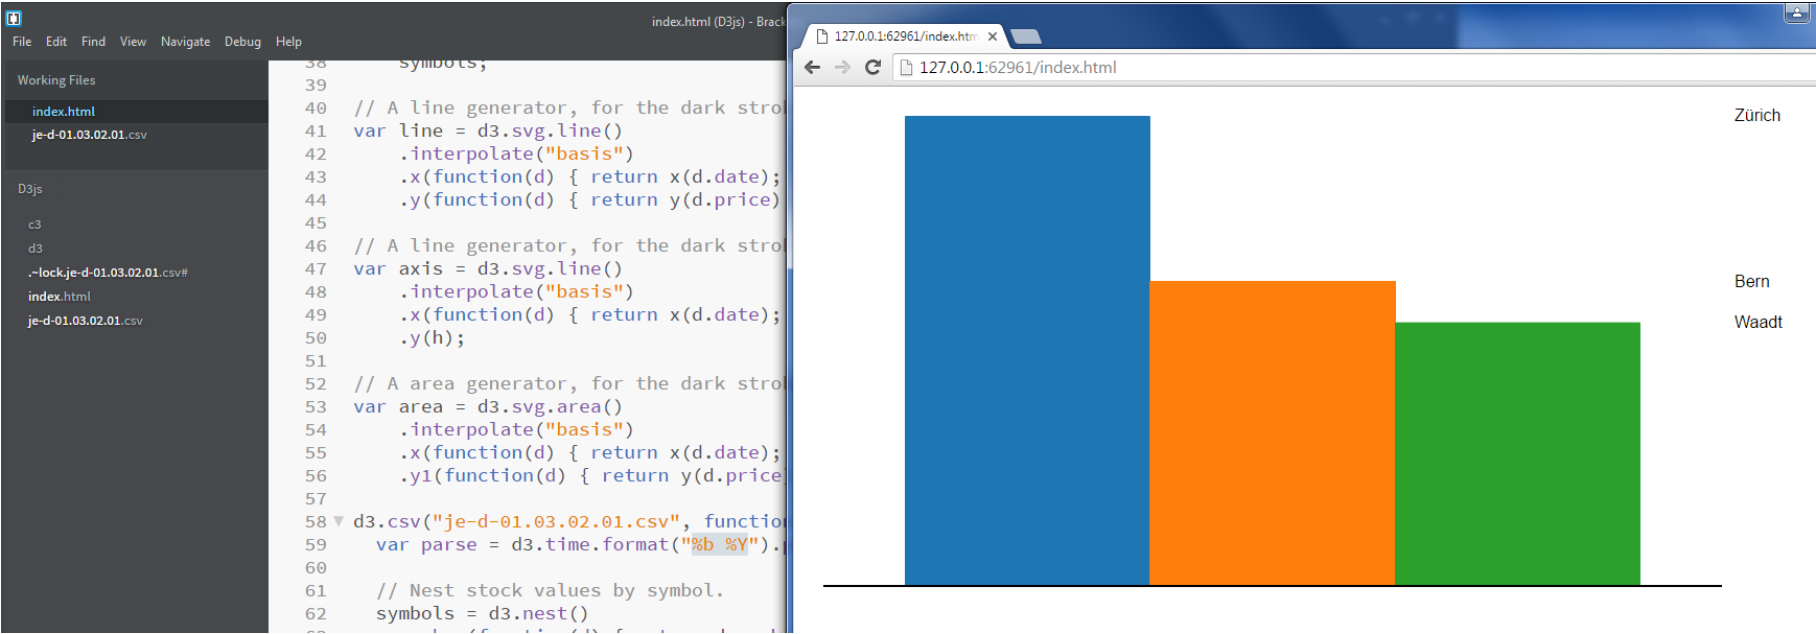 index.html (D3js) - Brack
File Edit Find View Navigate Debug Help
Working Files
index.html
je-d-01.03.02.01.csv
D3js
c3
d3
.~lock.je-d-01.03.02.01.csv#
index.html
je-d-01.03.02.01.csv
38 symbols;
39
40 // A line generator, for the dark stro
41 var line = d3.svg.line()
42 .interpolate("basis")
43 .x(function(d) { return x(d.date);
44 .y(function(d) { return y(d.price)
45
46 // A line generator, for the dark stro
47 var axis = d3.svg.line()
48 .interpolate("basis")
49 .x(function(d) { return x(d.date);
50 .y(h);
51
52 // A area generator, for the dark stro
53 var area = d3.svg.area()
54 .interpolate("basis")
55 .x(function(d) { return x(d.date);
56 .y1(function(d) { return y(d.price
57
58 d3.csv("je-d-01.03.02.01.csv", functio
59 var parse = d3.time.format("%b %Y").
60
61 // Nest stock values by symbol.
62 symbols = d3.nest()
127.0.0.1:62961/index.htm
127.0.0.1:62961/index.html
Zürich
Bern
Waadt